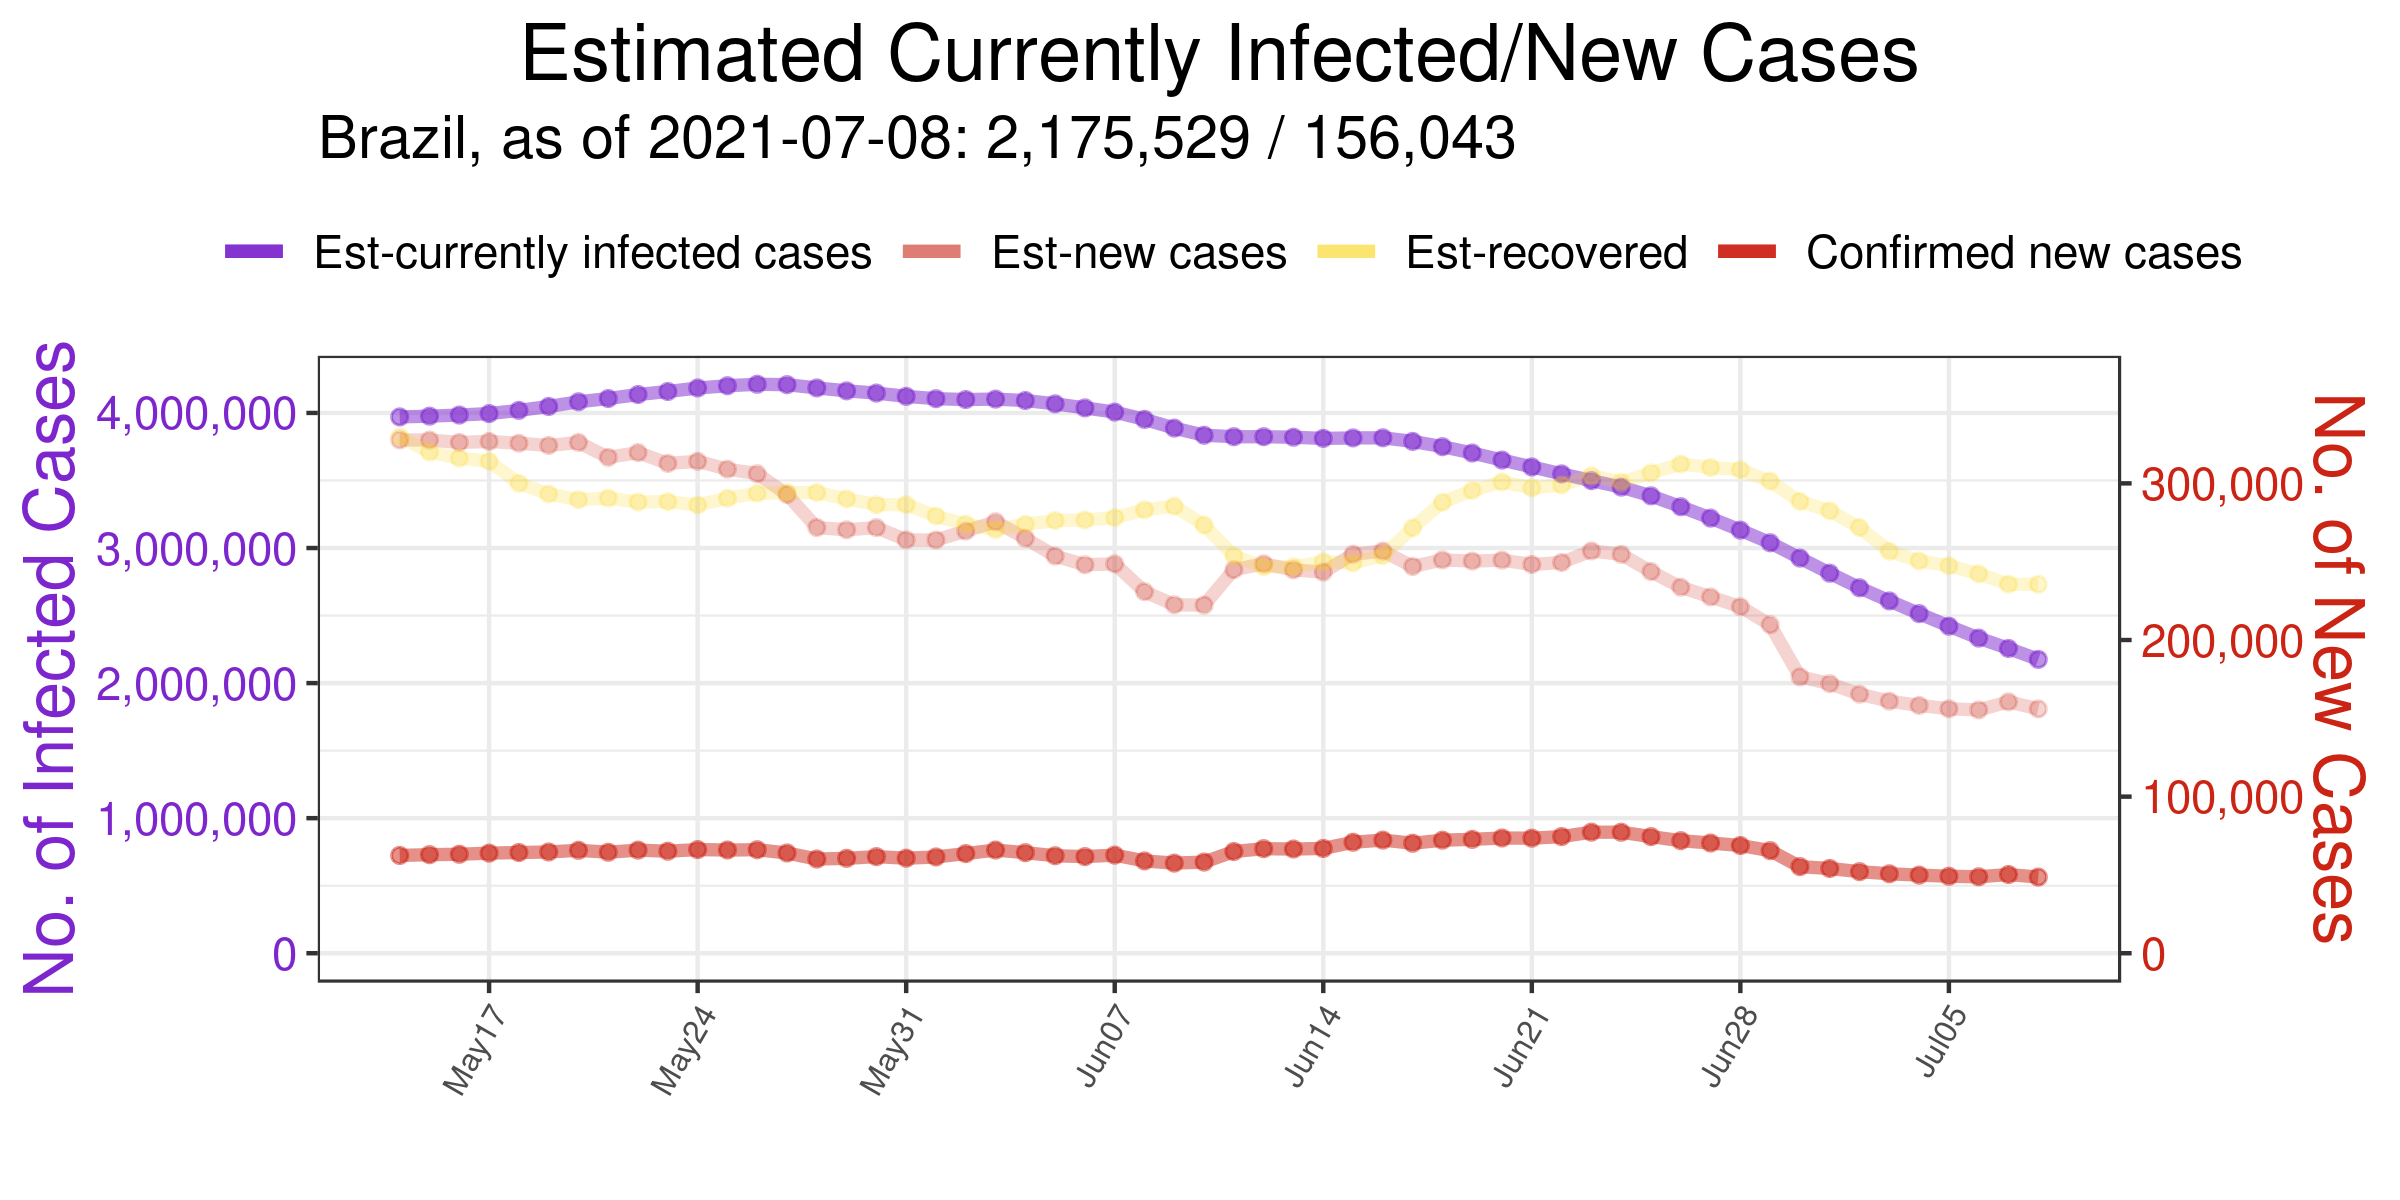 Estimated Currently Infected/New Cases
Brazil, as of 2021-07-08: 2,175,529 / 156,043
Est-currently infected cases Est-new cases Est-recovered Confirmed new cases
No. of Infected Cases
4,000,000
3,000,000
2,000,000
1,000,000
0
300,000
200,000
100,000
0
No. of New Cases
May17 May24 May31 Jun07 Jun14 Jun21 Jun28 Jul05